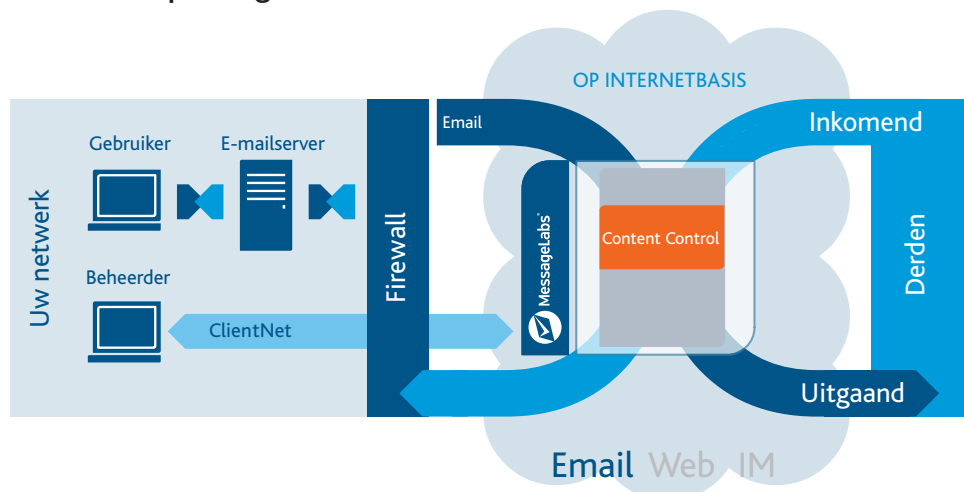 OP INTERNETBASIS
Email
Inkomend
Gebruiker
E-mailserver
Uw netwerk
Firewall
MessageLabs
Content Control
Derden
Beheerder
ClientNet
Uitgaand
Email Web IM